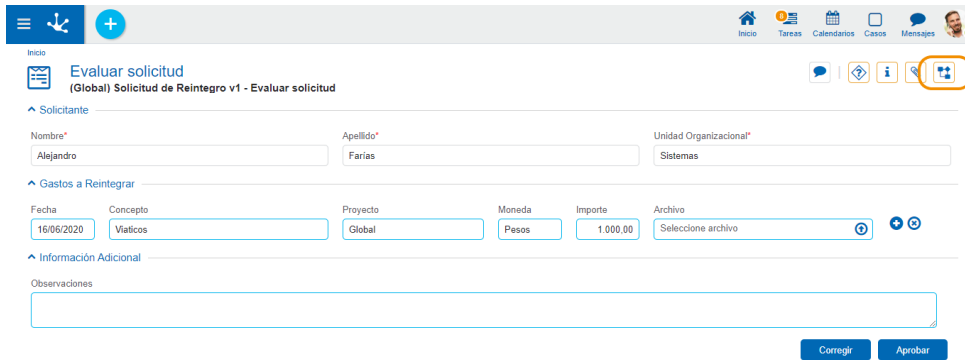 8
Inicio Tareas Calendarios Casos Mensajes
Inicio
Evaluar solicitud
(Global) Solicitud de Reintegro v1 - Evaluar solicitud
Solicitante
Nombre* Apellido* Unidad Organizacional*
Alejandro Farías Sistemas
Gastos a Reintegrar
Fecha Concepto Proyecto Moneda Importe Archivo
16/06/2020 Viaticos Global Pesos 1.000,00 Seleccione archivo
Información Adicional
Observaciones
Corregir Aprobar